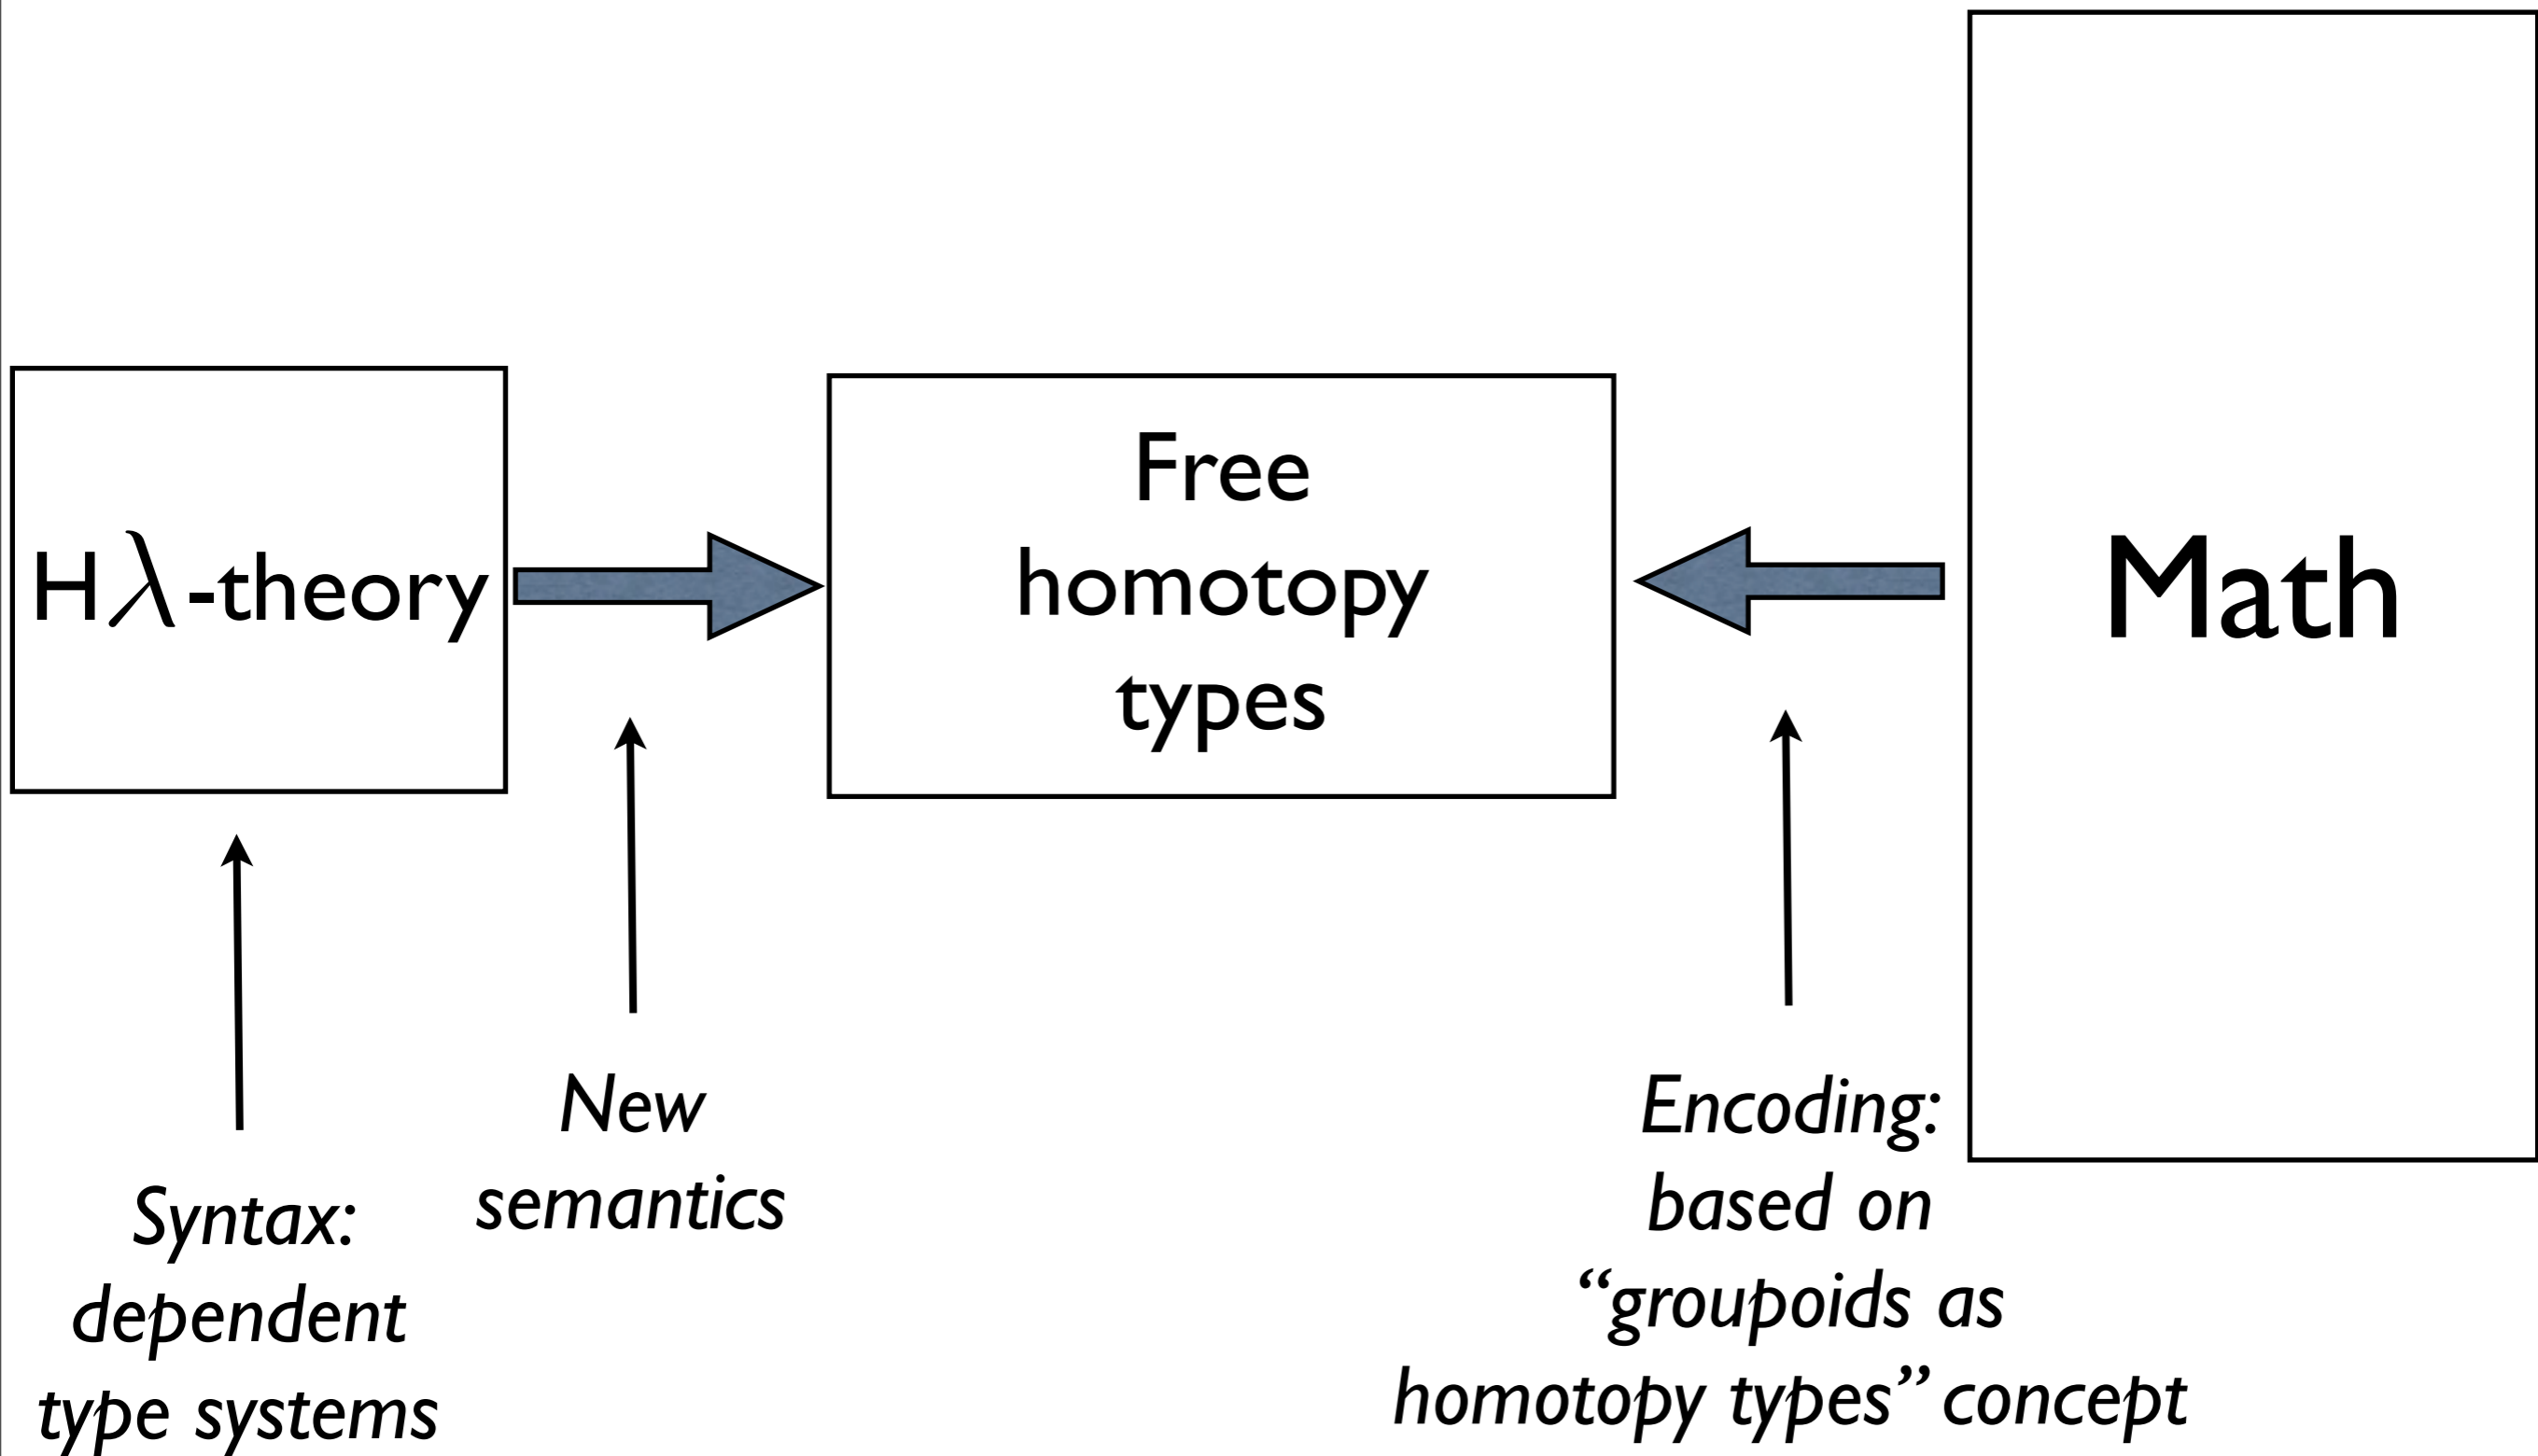 Hλ-theory
Free
homotopy
types
Math
Syntax:
dependent
type systems
New
semantics
Encoding:
based on
“groupoids as
homotopy types” concept